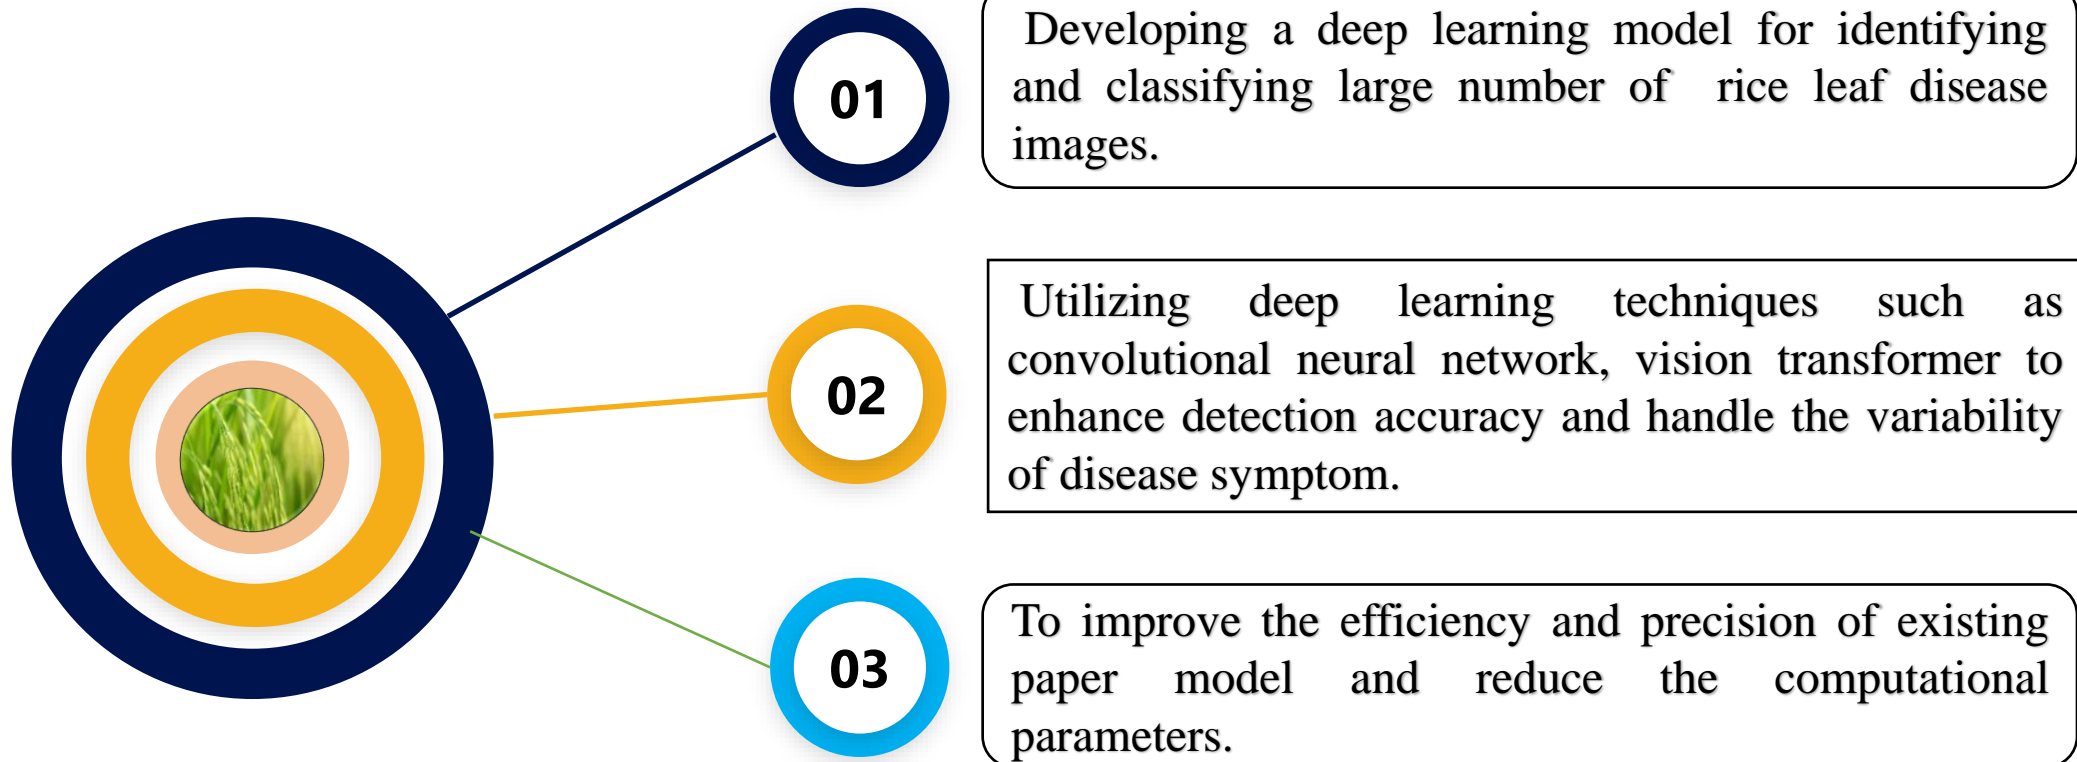 01
Developing a deep learning model for identifying
and classifying large number of rice leaf disease
images.
02
Utilizing deep learning techniques such as
convolutional neural network, vision transformer to
enhance detection accuracy and handle the variability
of disease symptom.
03
To improve the efficiency and precision of existing
paper model and reduce the computational
parameters.